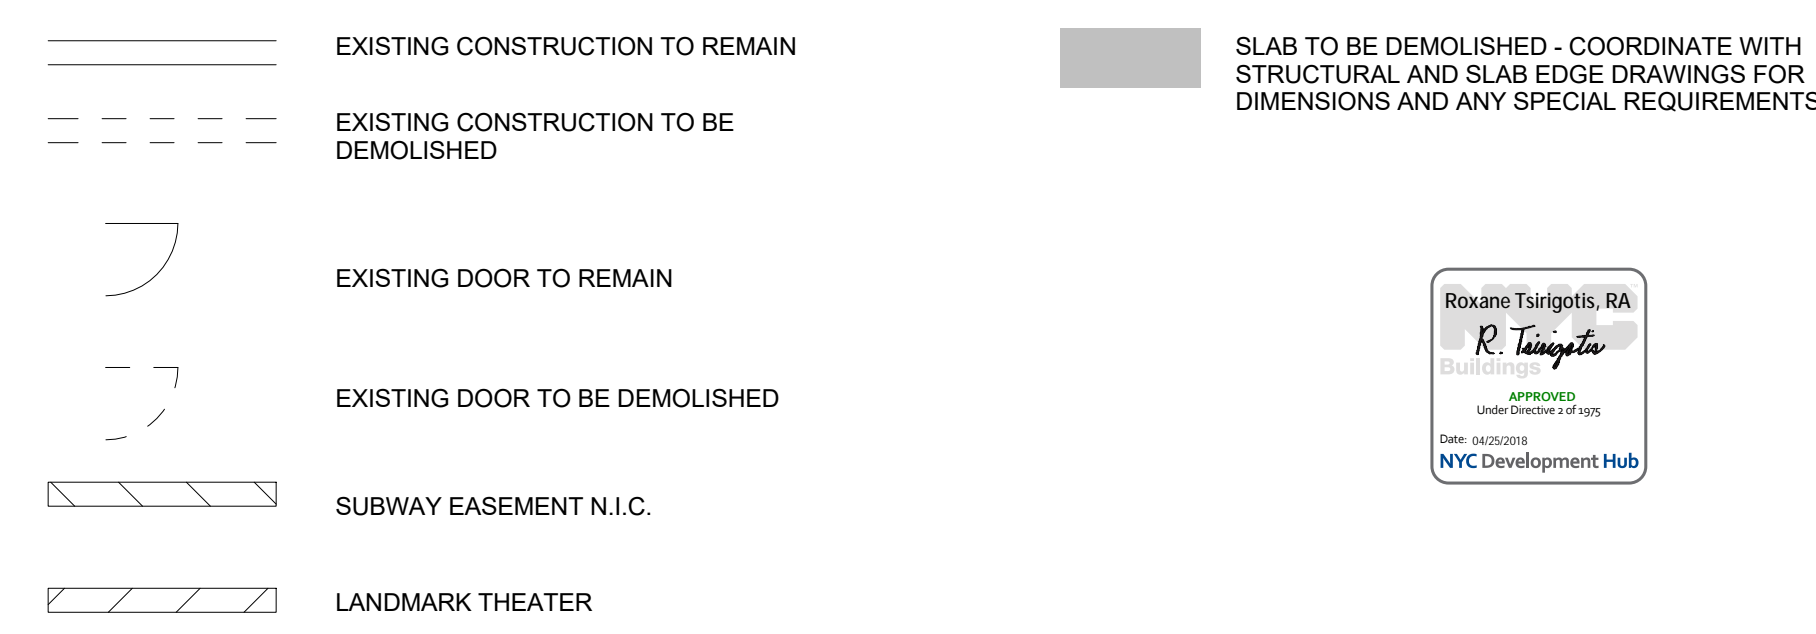 EXISTING CONSTRUCTION TO REMAIN
EXISTING CONSTRUCTION TO BE
DEMOLISHED
EXISTING DOOR TO REMAIN
EXISTING DOOR TO BE DEMOLISHED
SUBWAY EASEMENT N.I.C.
LANDMARK THEATER
SLAB TO BE DEMOLISHED - COORDINATE WITH
STRUCTURAL AND SLAB EDGE DRAWINGS FOR
DIMENSIONS AND ANY SPECIAL REQUIREMENTS
NYC
TM
Roxane Tsirigotis, RA
R. Tsirigotis
Buildings
APPROVED
Under Directive 2 of 1975
Date: 04/25/2018
NYC Development Hub